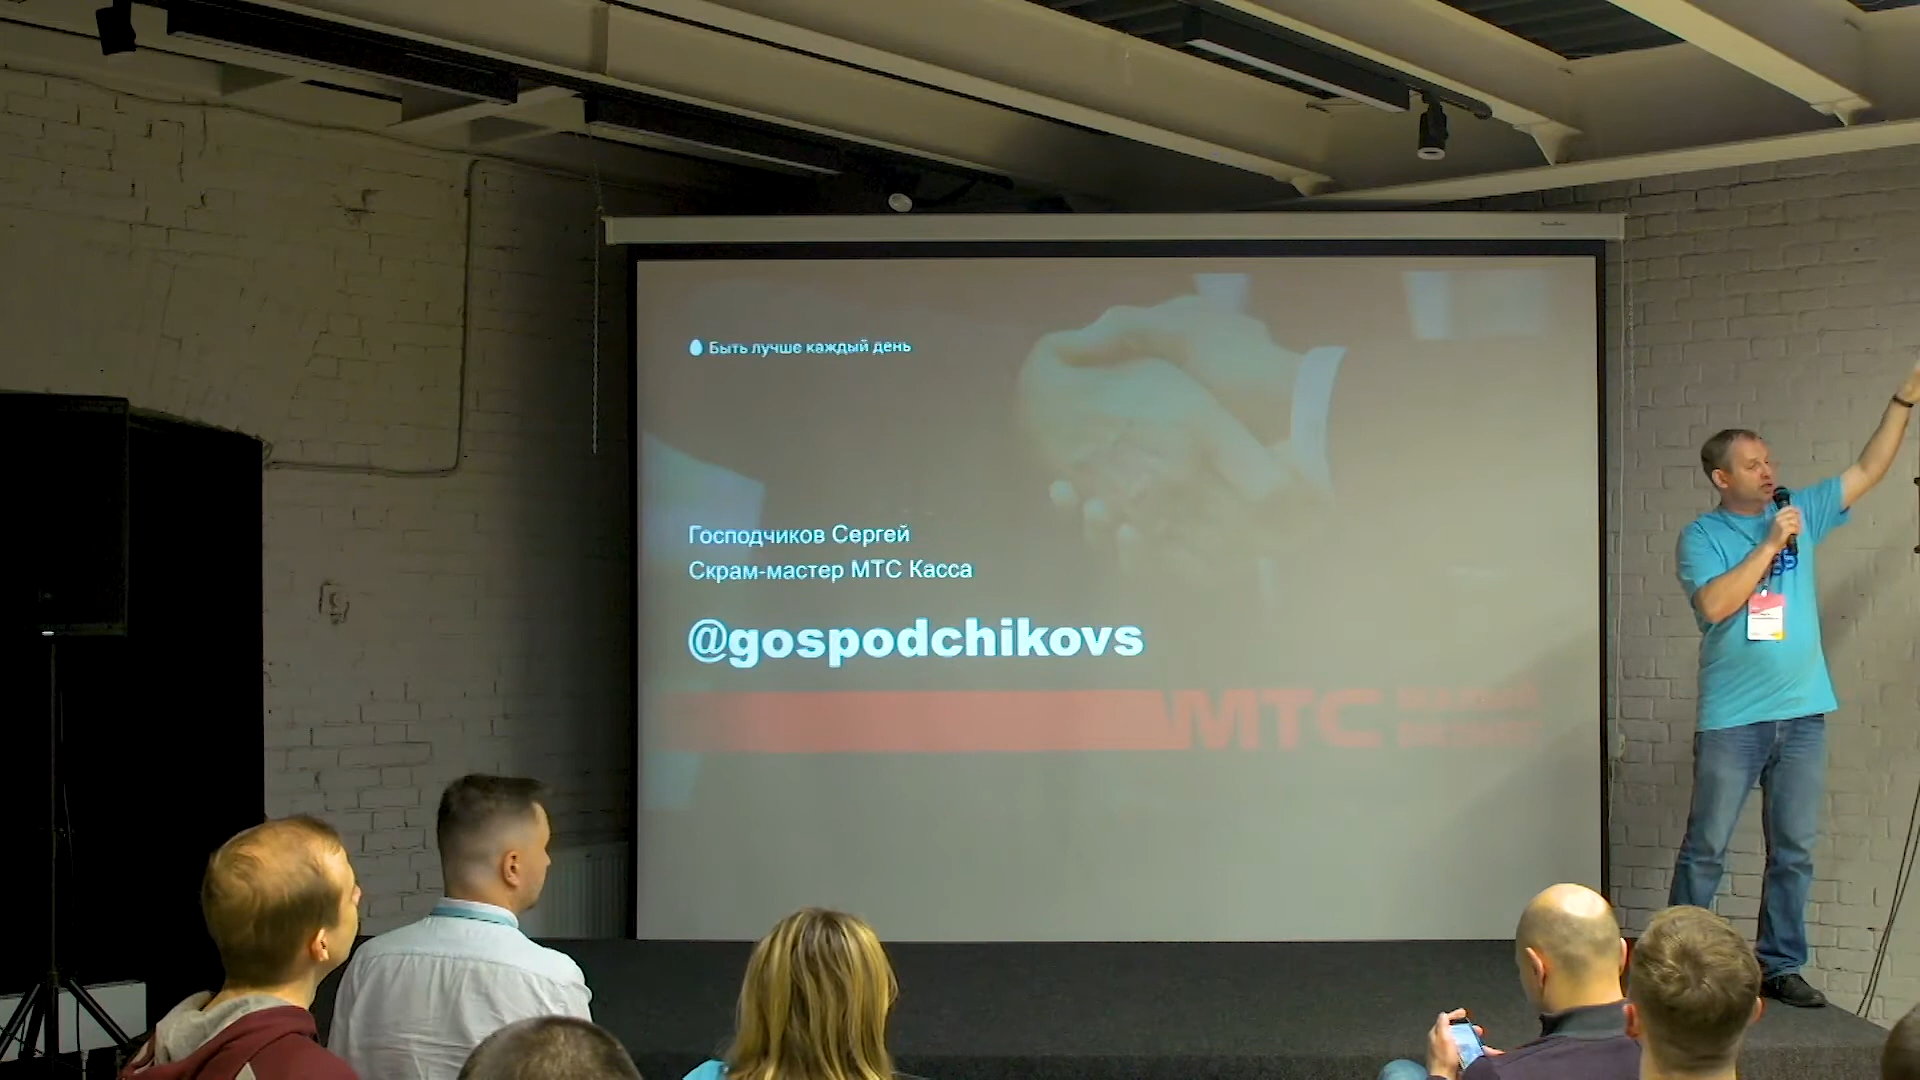 Быть лучше каждый день
Господчиков Сергей
Скрам-мастер МТС Касса
@gospodchikovs
МТС